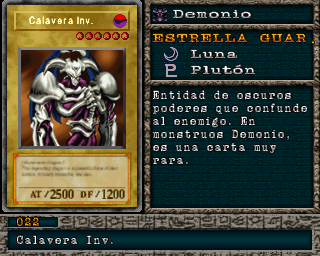 Calavera Inv.
AT/2500 DF/1200
Demonio
ESTRELLA GUAR.
Luna
Plutón
Entidad de oscuros
poderes que confunde
al enemigo. En
monstruos Demonio,
es una carta muy
rara.
022
Calavera Inv.